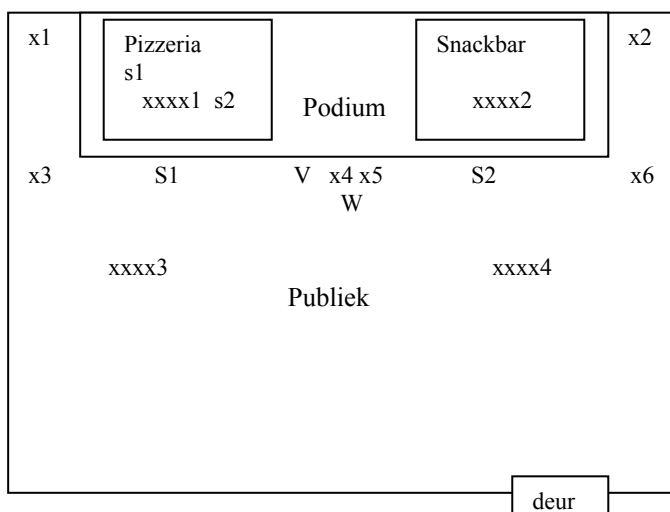 x1 Pizzeria Snackbar x2
s1
xxxx1 s2 xxxx2
Podium
x3 S1 V x4 x5 S2 x6
W
xxxx3 xxxx4
Publiek
deur